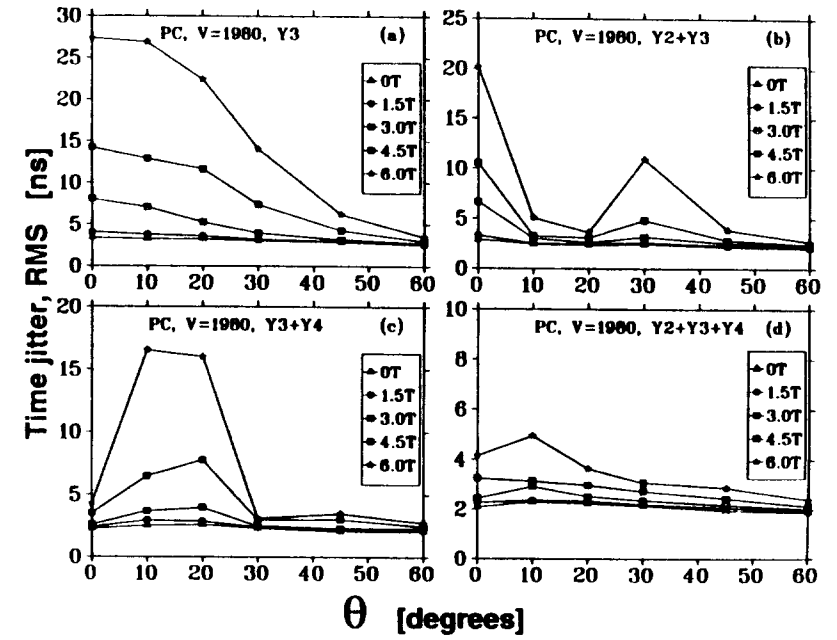 Time jitter, RMS [ns]
PC, V=1980, Y3 (a)
30
25
20
15
10
5
0
0T
1.5T
3.0T
4.5T
6.0T
0 10 20 30 40 50 60
PC, V=1980, Y2+Y3 (b)
25
20
15
10
5
0
0T
1.5T
3.0T
4.5T
6.0T
0 10 20 30 40 50 60
PC, V=1980, Y3+Y4 (c)
20
15
10
5
0
0T
1.5T
3.0T
4.5T
6.0T
0 10 20 30 40 50 60
PC, V=1980, Y2+Y3+Y4 (d)
10
8
6
4
2
0
0T
1.5T
3.0T
4.5T
6.0T
0 10 20 30 40 50 60
θ [degrees]